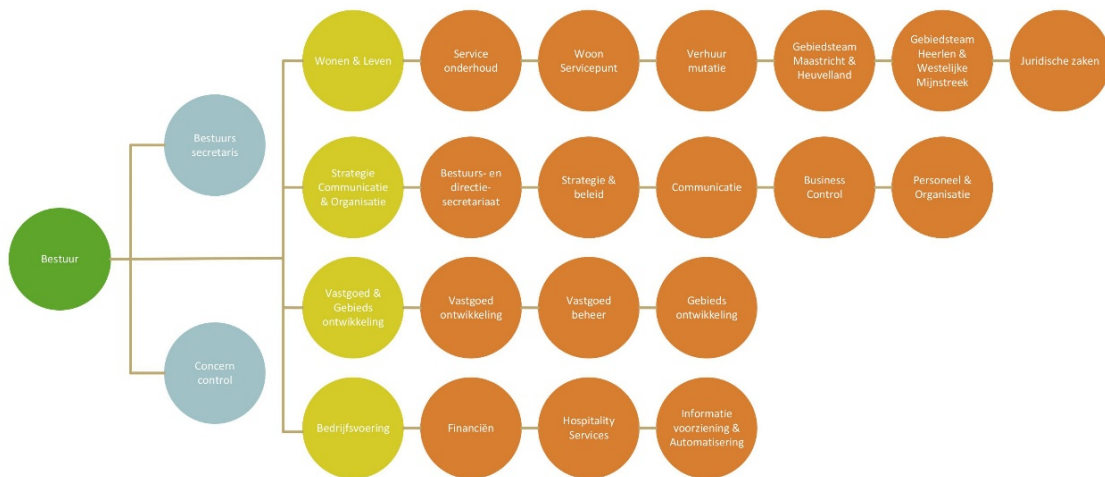 Wonen & Leven
Service
onderhoud
Woon
Servicepunt
Verhuur
mutatie
Gebiedsteam
Maastricht &
Heuvelland
Gebiedsteam
Heerlen &
Westelijke
Mijnstreek
Juridische zaken
Bestuurs
secretaris
Strategie
Communicatie
& Organisatie
Bestuurs- en
directie-
secretariaat
Strategie &
beleid
Communicatie
Business
Control
Personeel &
Organisatie
Bestuur
Vastgoed &
Gebieds
ontwikkeling
Vastgoed
ontwikkeling
Vastgoed
beheer
Gebieds
ontwikkeling
Concern
control
Bedrijfsvoering
Financiën
Hospitality
Services
Informatie
voorziening &
Automatisering